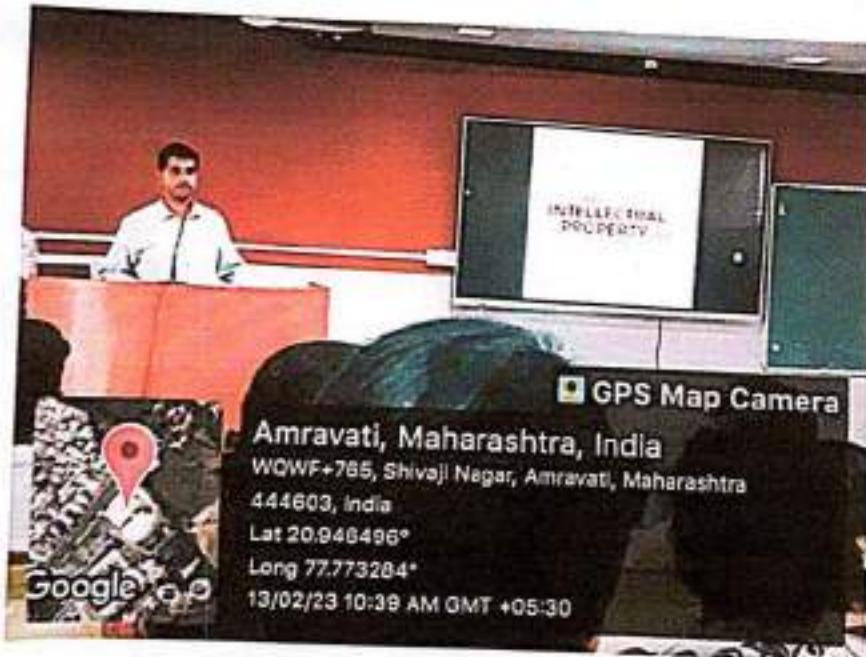 INTELLECTUAL
PROPERTY
GPS Map Camera
Amravati, Maharashtra, India
WQWF+765, Shivaji Nagar, Amravati, Maharashtra
444603, India
Lat 20.946496°
Long 77.773284°
13/02/23 10:39 AM GMT +05:30
Google